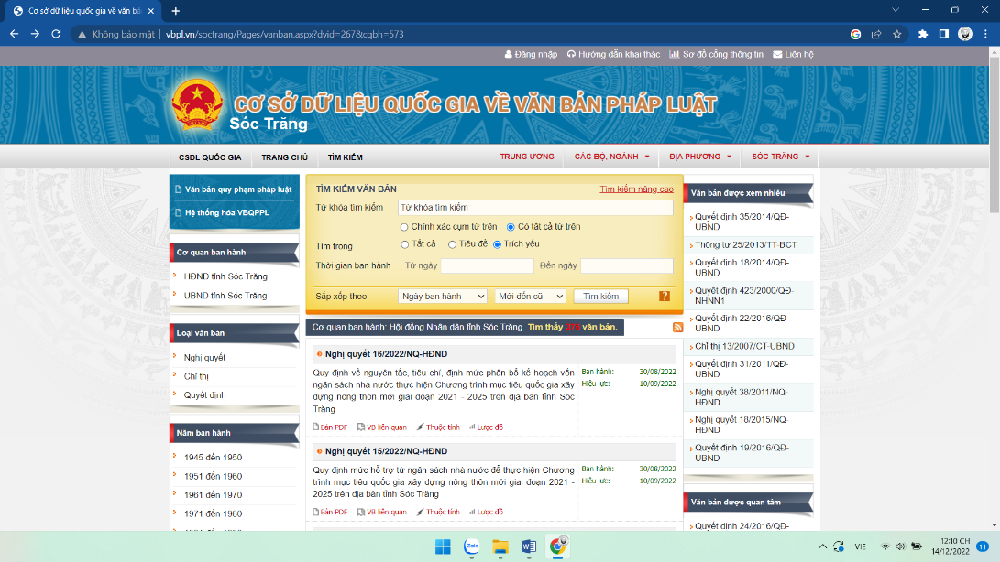 Cơ sở dữ liệu quốc gia về văn bả
Không bảo mật | vbpl.vn/soctrang/Pages/vanban.aspx?dvid=267&cqbh=573
Đăng nhập Hướng dẫn khai thác Sơ đồ cổng thông tin Liên hệ
CƠ SỞ DỮ LIỆU QUỐC GIA VỀ VĂN BẢN PHÁP LUẬT
Sóc Trăng
CSDL QUỐC GIA TRANG CHỦ TÌM KIẾM TRUNG ƯƠNG CÁC BỘ, NGÀNH ĐỊA PHƯƠNG SÓC TRĂNG
Văn bản quy phạm pháp luật
Hệ thống hóa VBQPPL
Cơ quan ban hành
HĐND tỉnh Sóc Trăng
UBND tỉnh Sóc Trăng
Loại văn bản
Nghị quyết
Chỉ thị
Quyết định
Năm ban hành
1945 đến 1950
1951 đến 1960
1961 đến 1970
1971 đến 1980
TÌM KIẾM VĂN BẢN Tìm kiếm nâng cao
Từ khóa tìm kiếm Từ khóa tìm kiếm
Chính xác cụm từ trên Có tất cả từ trên
Tìm trong Tất cả Tiêu đề Trích yếu
Thời gian ban hành Từ ngày Đến ngày
Sắp xếp theo Ngày ban hành Mới đến cũ Tìm kiếm ?
Cơ quan ban hành: Hội đồng Nhân dân tỉnh Sóc Trăng. Tìm thấy văn bản.
Nghị quyết 16/2022/NQ-HĐND
Quy định về nguyên tắc, tiêu chí, định mức phân bổ kế hoạch vốn
ngân sách nhà nước thực hiện Chương trình mục tiêu quốc gia xây
dựng nông thôn mới giai đoạn 2021 - 2025 trên địa bàn tỉnh Sóc
Trăng
Ban hành: 30/08/2022
Hiệu lực: 10/09/2022
Bản PDF VB liên quan Thuộc tính Lược đồ
Nghị quyết 15/2022/NQ-HĐND
Quy định mức hỗ trợ từ ngân sách nhà nước để thực hiện Chương
trình mục tiêu quốc gia xây dựng nông thôn mới giai đoạn 2021 -
2025 trên địa bàn tỉnh Sóc Trăng
Ban hành: 30/08/2022
Hiệu lực: 10/09/2022
Bản PDF VB liên quan Thuộc tính Lược đồ
Văn bản được xem nhiều
Quyết định 35/2014/QĐ-
UBND
Thông tư 25/2013/TT-BCT
Quyết định 18/2014/QĐ-
UBND
Quyết định 423/2000/QĐ-
NHNN1
Quyết định 22/2016/QĐ-
UBND
Chỉ thị 13/2007/CT-UBND
Quyết định 31/2011/QĐ-
UBND
Nghị quyết 38/2011/NQ-
HĐND
Nghị quyết 18/2015/NQ-
HĐND
Quyết định 19/2016/QĐ-
UBND
Văn bản được quan tâm
Quyết định 24/2016/QĐ-
Zalo
VIE
12:10 CH
14/12/2022
11